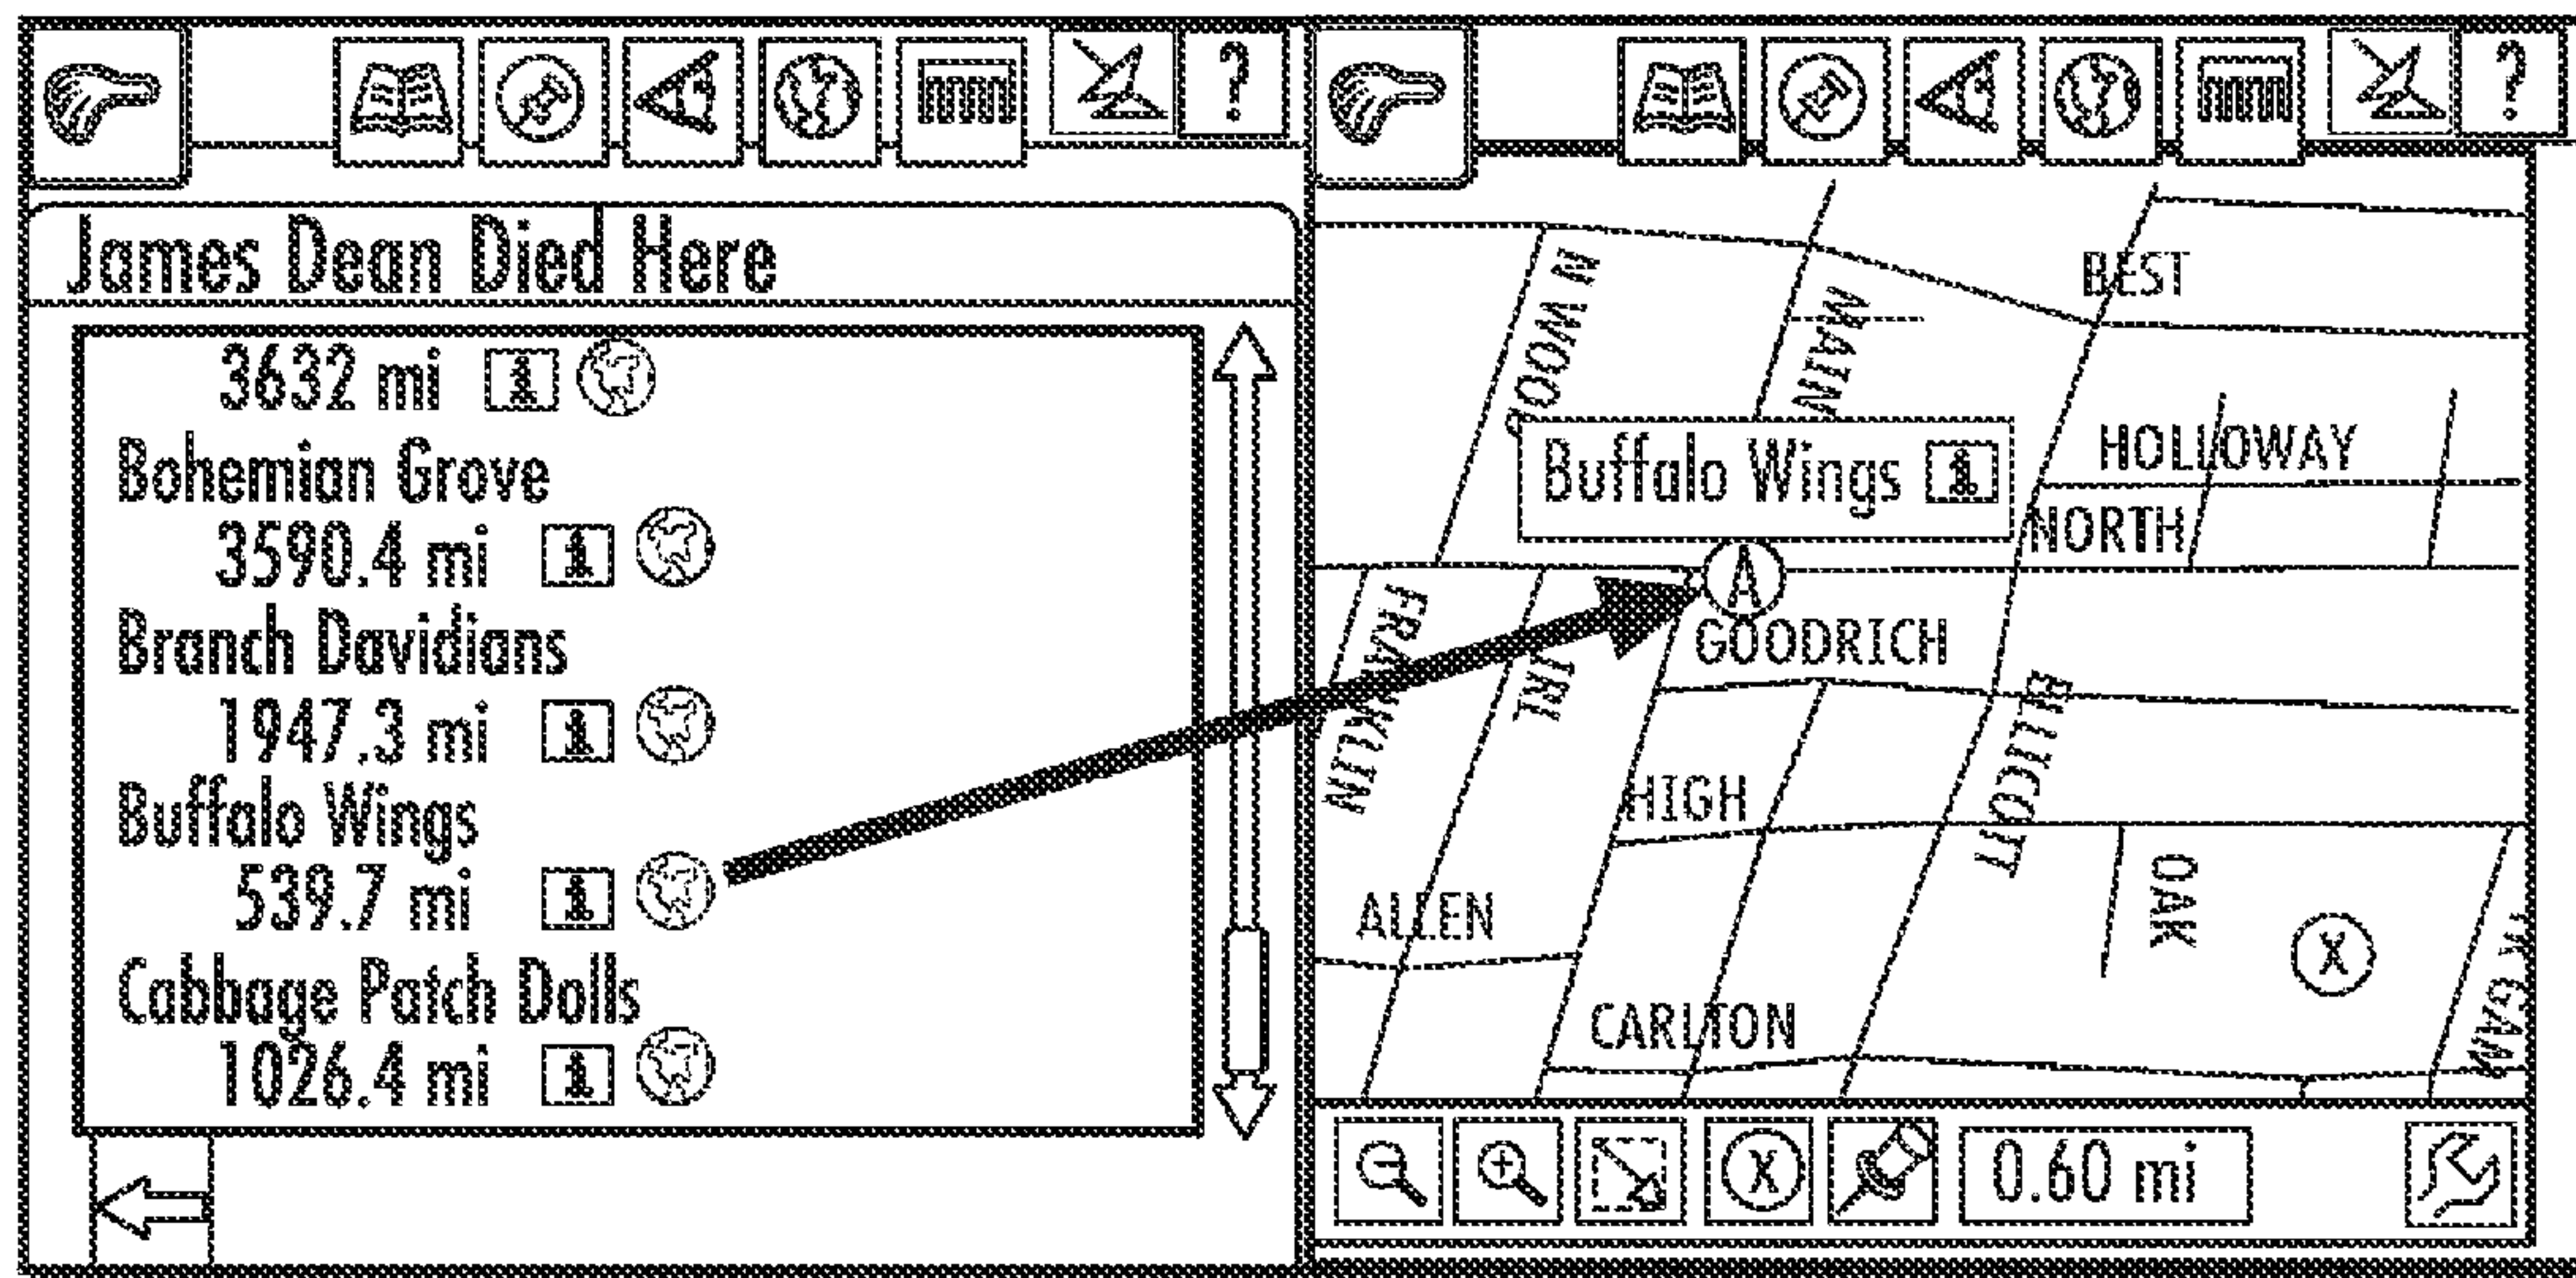 ?
?
James Dean Died Here
3632 mi
Bohemian Grove
3590.4 mi
Branch Davidians
1947.3 mi
Buffalo Wings
539.7 mi
Cabbage Patch Dolls
1026.4 mi
BEST
N WOOD
MAIN
HOLLOWAY
Buffalo Wings
NORTH
A
GOODRICH
FRANKLIN
ELLICOTT
HIGH
OAK
ALLEN
X
CARLTON
X
0.60 mi